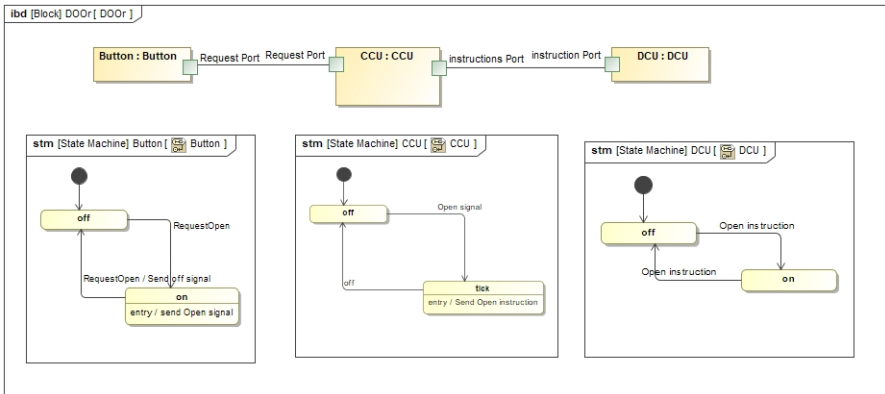 ibd [Block] DOOr [ DOOr ]
Button : Button
Request Port
Request Port
CCU : CCU
instructions Port
instruction Port
DCU : DCU
stm [State Machine] Button [ Button ]
off
RequestOpen
RequestOpen / Send off signal
on
entry / send Open signal
stm [State Machine] CCU [ CCU ]
off
Open signal
off
tick
entry / Send Open instruction
stm [State Machine] DCU [ DCU ]
off
Open instruction
Open instruction
on